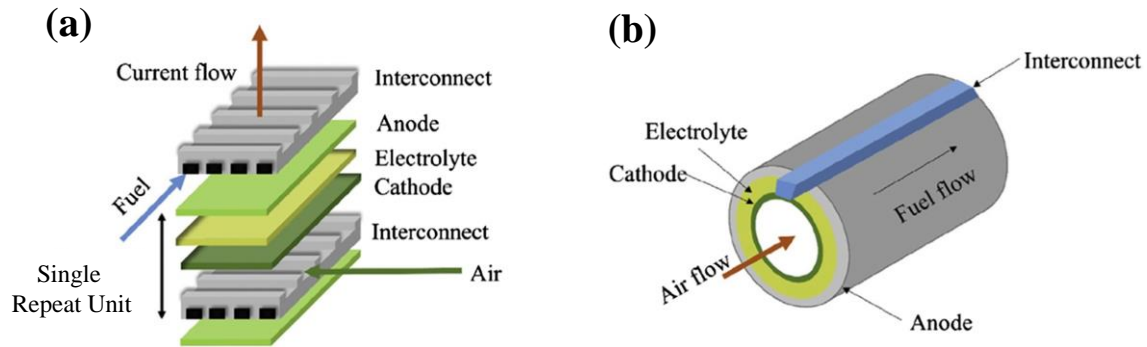 (a)
Current flow
Interconnect
Anode
Electrolyte
Cathode
Fuel
Interconnect
Single
Repeat Unit
Air
(b)
Interconnect
Electrolyte
Cathode
Fuel flow
Air flow
Anode